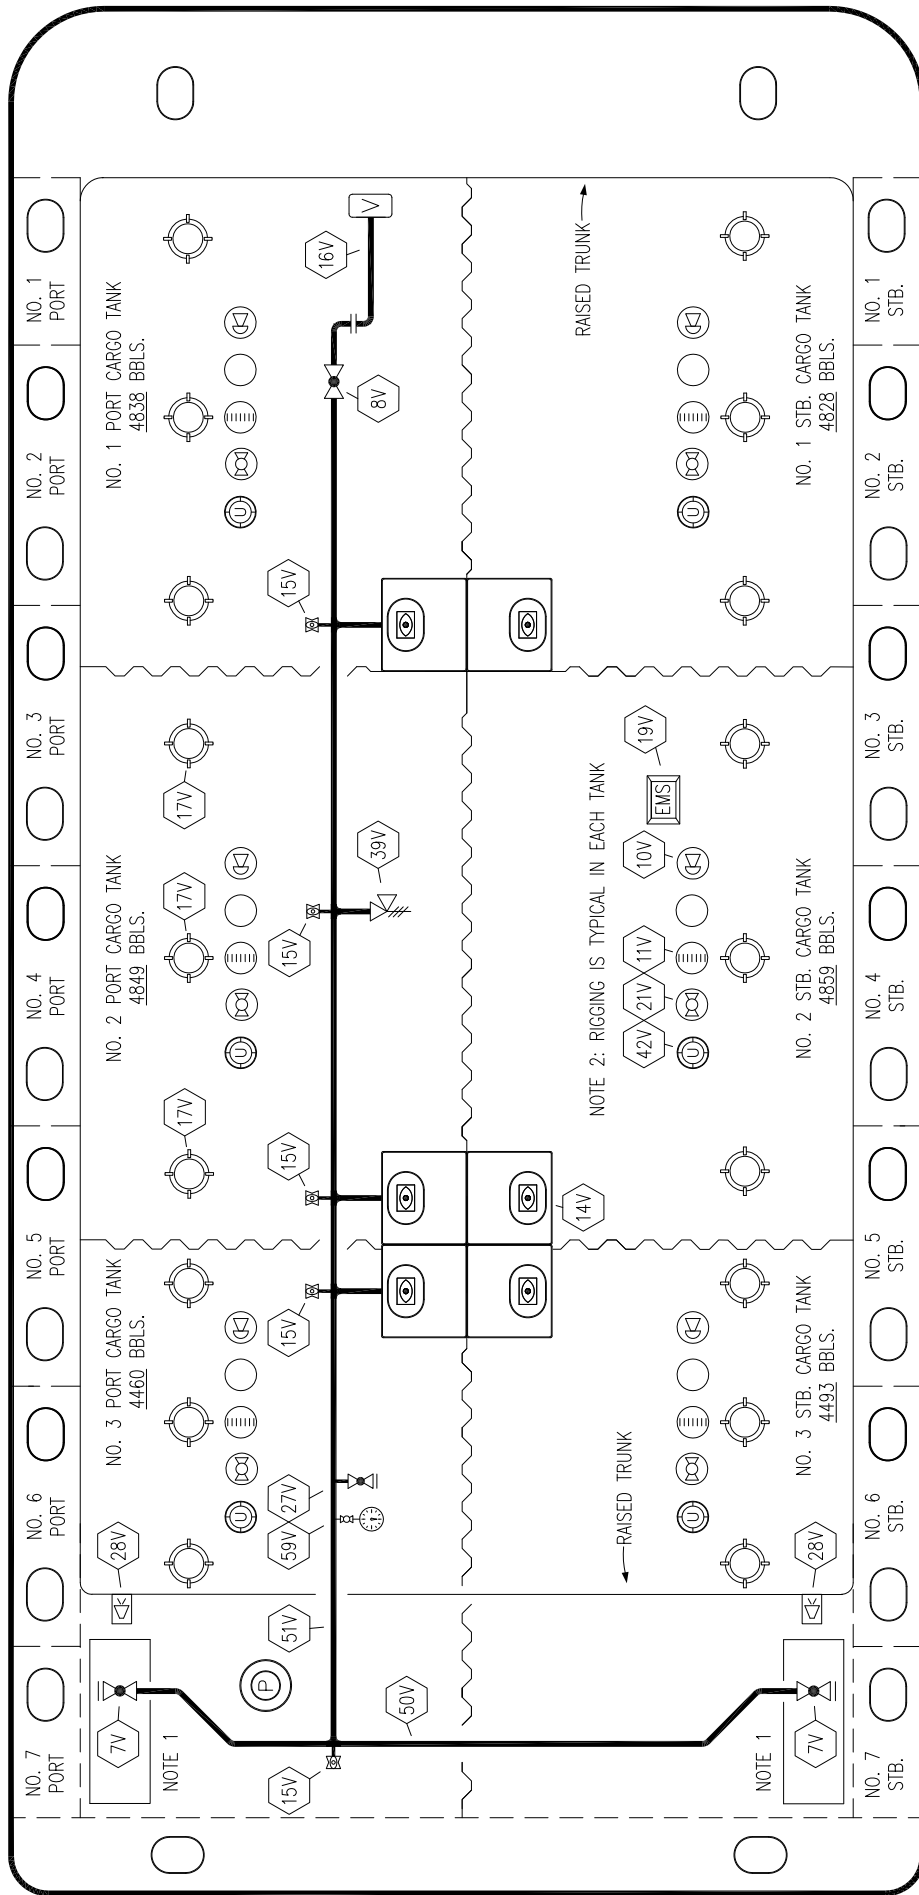 NO. 7
PORT
NO. 6
PORT
NO. 5
PORT
NO. 4
PORT
NO. 3
PORT
NO. 2
PORT
NO. 1
PORT
NO. 3 PORT CARGO TANK
4460 BBLS.
NO. 2 PORT CARGO TANK
4849 BBLS.
NO. 1 PORT CARGO TANK
4838 BBLS.
7V
NOTE 1
28V
17V
17V
17V
U
U
U
P
15V
51V
59V
27V
15V
15V
15V
15V
16V
8V
39V
V
50V
14V
RAISED TRUNK
RAISED TRUNK
NOTE 2: RIGGING IS TYPICAL IN EACH TANK
42V
21V
11V
10V
19V
EMS
U
U
U
NOTE 1
7V
28V
NO. 3 STB. CARGO TANK
4493 BBLS.
NO. 2 STB. CARGO TANK
4859 BBLS.
NO. 1 STB. CARGO TANK
4828 BBLS.
NO. 7
STB.
NO. 6
STB.
NO. 5
STB.
NO. 4
STB.
NO. 3
STB.
NO. 2
STB.
NO. 1
STB.